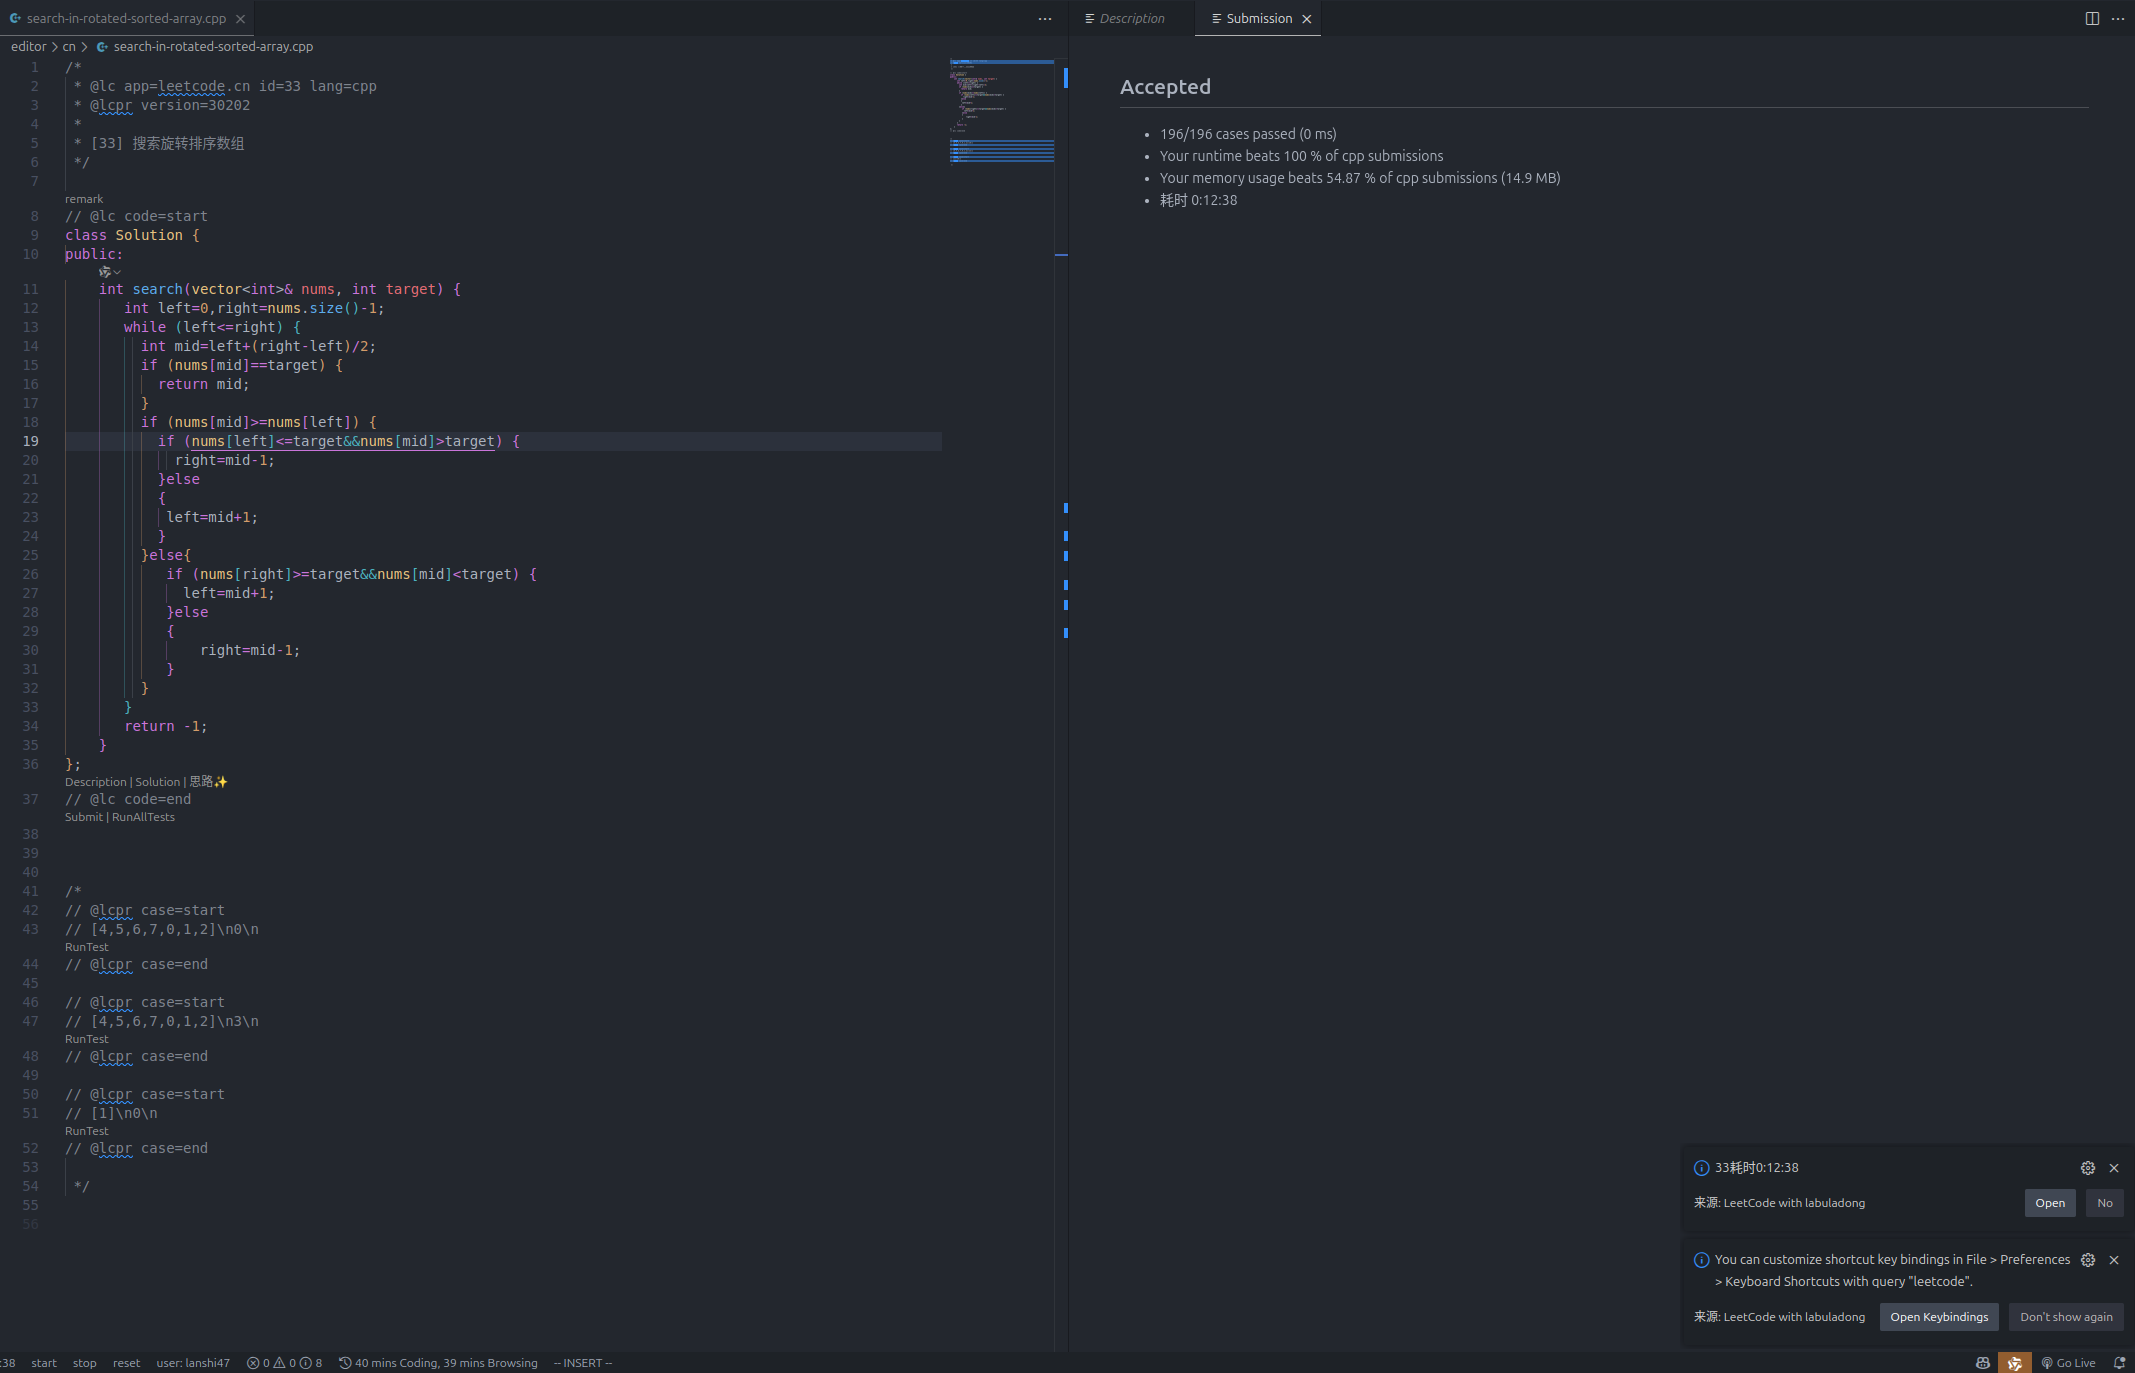 search-in-rotated-sorted-array.cpp
editor > cn > search-in-rotated-sorted-array.cpp
1 /*
2 * @lc app=leetcode.cn id=33 lang=cpp
3 * @lcpr version=30202
4 *
5 * [33] 搜索旋转排序数组
6 */
7
remark
8 // @lc code=start
9 class Solution {
10 public:
11 int search(vector<int>& nums, int target) {
12 int left=0,right=nums.size()-1;
13 while (left<=right) {
14 int mid=left+(right-left)/2;
15 if (nums[mid]==target) {
16 return mid;
17 }
18 if (nums[mid]>=nums[left]) {
19 if (nums[left]<=target&&nums[mid]>target) {
20 right=mid-1;
21 }else
22 {
23 left=mid+1;
24 }
25 }else{
26 if (nums[right]>=target&&nums[mid]<target) {
27 left=mid+1;
28 }else
29 {
30 right=mid-1;
31 }
32 }
33 }
34 return -1;
35 }
36 };
Description | Solution | 思路✨
37 // @lc code=end
Submit | RunAllTests
38
39
40
41 /*
42 // @lcpr case=start
43 // [4,5,6,7,0,1,2]\n0\n
RunTest
44 // @lcpr case=end
45
46 // @lcpr case=start
47 // [4,5,6,7,0,1,2]\n3\n
RunTest
48 // @lcpr case=end
49
50 // @lcpr case=start
51 // [1]\n0\n
RunTest
52 // @lcpr case=end
53
54 */
55
56
Description
Submission
Accepted
196/196 cases passed (0 ms)
Your runtime beats 100 % of cpp submissions
Your memory usage beats 54.87 % of cpp submissions (14.9 MB)
耗时 0:12:38
33耗时0:12:38
来源: LeetCode with labuladong
Open
No
You can customize shortcut key bindings in File > Preferences
> Keyboard Shortcuts with query "leetcode".
来源: LeetCode with labuladong
Open Keybindings
Don't show again
:38 start stop reset user: lanshi47 0 0 8 40 mins Coding, 39 mins Browsing -- INSERT -- Go Live